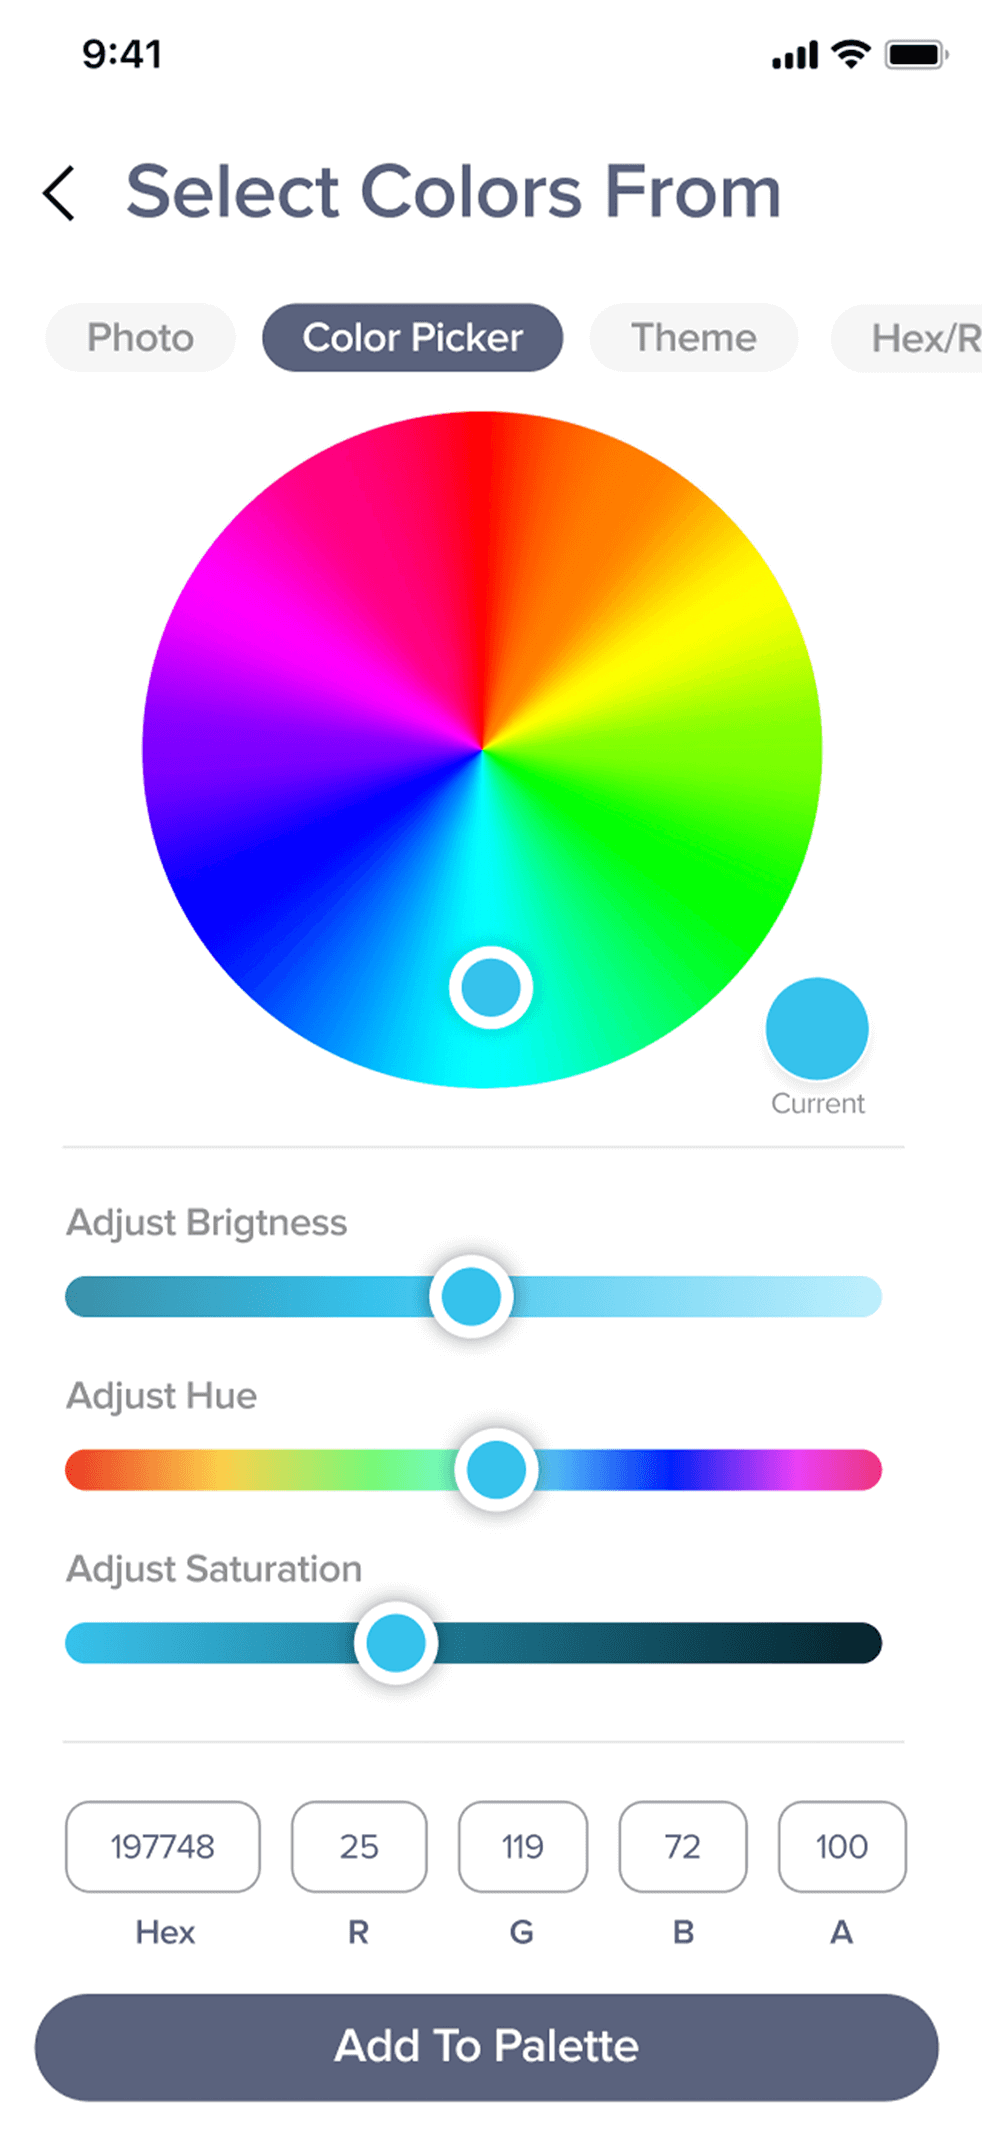 9:41
Select Colors From
Photo Color Picker Theme Hex/R
Current
Adjust Brigtness
Adjust Hue
Adjust Saturation
197748 25 119 72 100
Hex R G B A
Add To Palette